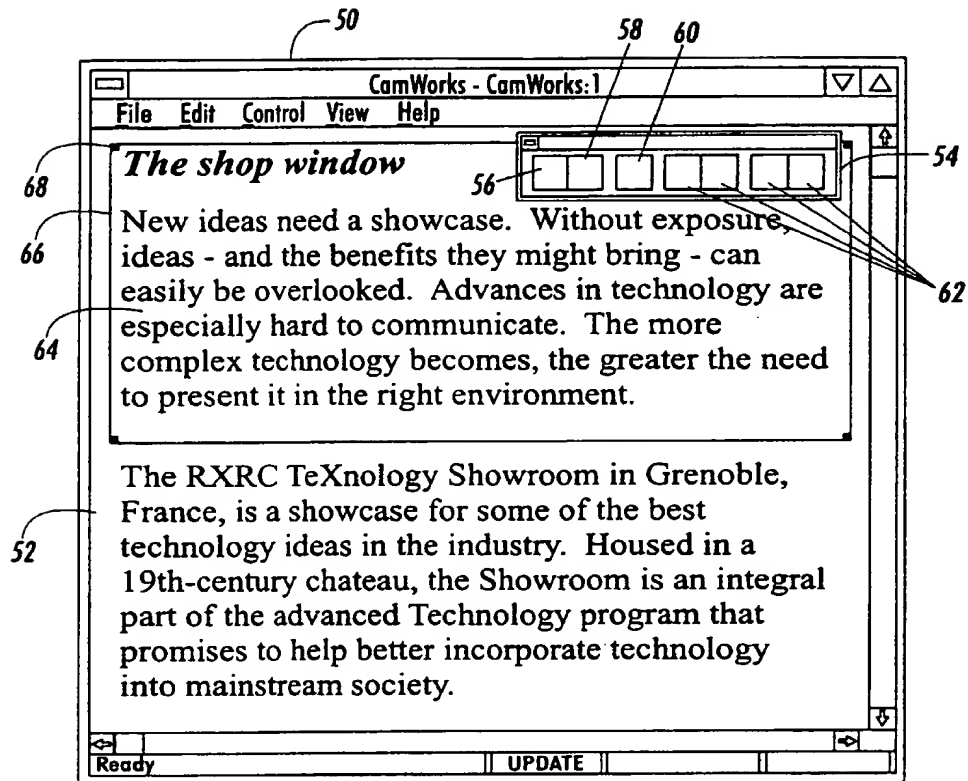 50
58 60
CamWorks - CamWorks:1
File Edit Control View Help
68
The shop window
56
54
66
New ideas need a showcase. Without exposure,
ideas - and the benefits they might bring - can
62
easily be overlooked. Advances in technology are
64
especially hard to communicate. The more
complex technology becomes, the greater the need
to present it in the right environment.
The RXRC TeXnology Showroom in Grenoble,
52
France, is a showcase for some of the best
technology ideas in the industry. Housed in a
19th-century chateau, the Showroom is an integral
part of the advanced Technology program that
promises to help better incorporate technology
into mainstream society.
Ready UPDATE